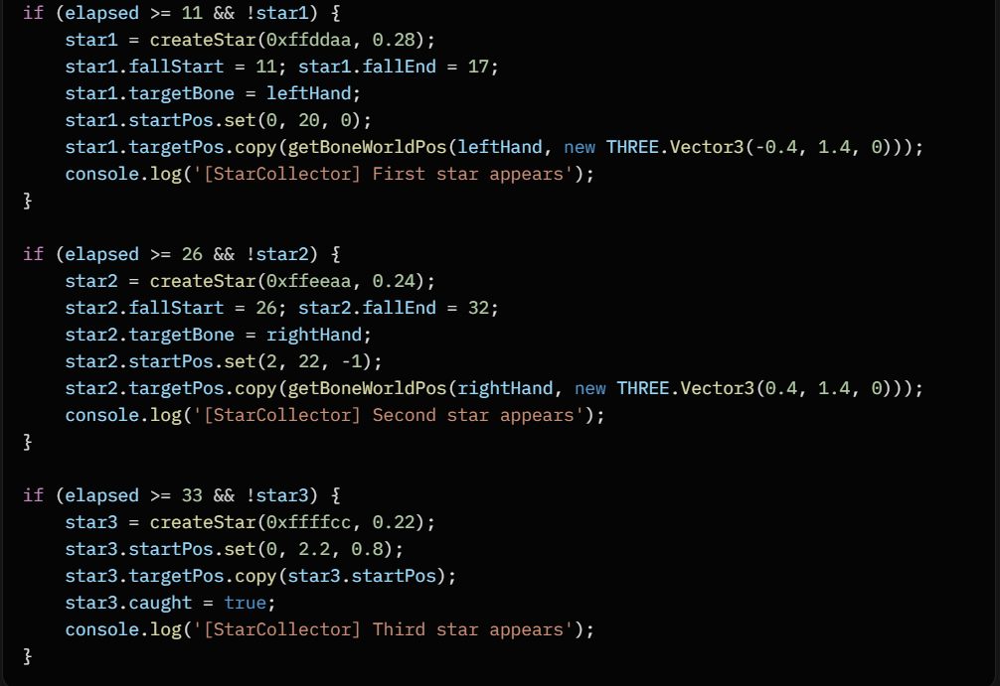 if (elapsed >= 11 && !star1) {
    star1 = createStar(0xffddaa, 0.28);
    star1.fallStart = 11; star1.fallEnd = 17;
    star1.targetBone = leftHand;
    star1.startPos.set(0, 20, 0);
    star1.targetPos.copy(getBoneWorldPos(leftHand, new THREE.Vector3(-0.4, 1.4, 0)));
    console.log('[StarCollector] First star appears');
}

if (elapsed >= 26 && !star2) {
    star2 = createStar(0xffeeaa, 0.24);
    star2.fallStart = 26; star2.fallEnd = 32;
    star2.targetBone = rightHand;
    star2.startPos.set(2, 22, -1);
    star2.targetPos.copy(getBoneWorldPos(rightHand, new THREE.Vector3(0.4, 1.4, 0)));
    console.log('[StarCollector] Second star appears');
}

if (elapsed >= 33 && !star3) {
    star3 = createStar(0xffffcc, 0.22);
    star3.startPos.set(0, 2.2, 0.8);
    star3.targetPos.copy(star3.startPos);
    star3.caught = true;
    console.log('[StarCollector] Third star appears');
}